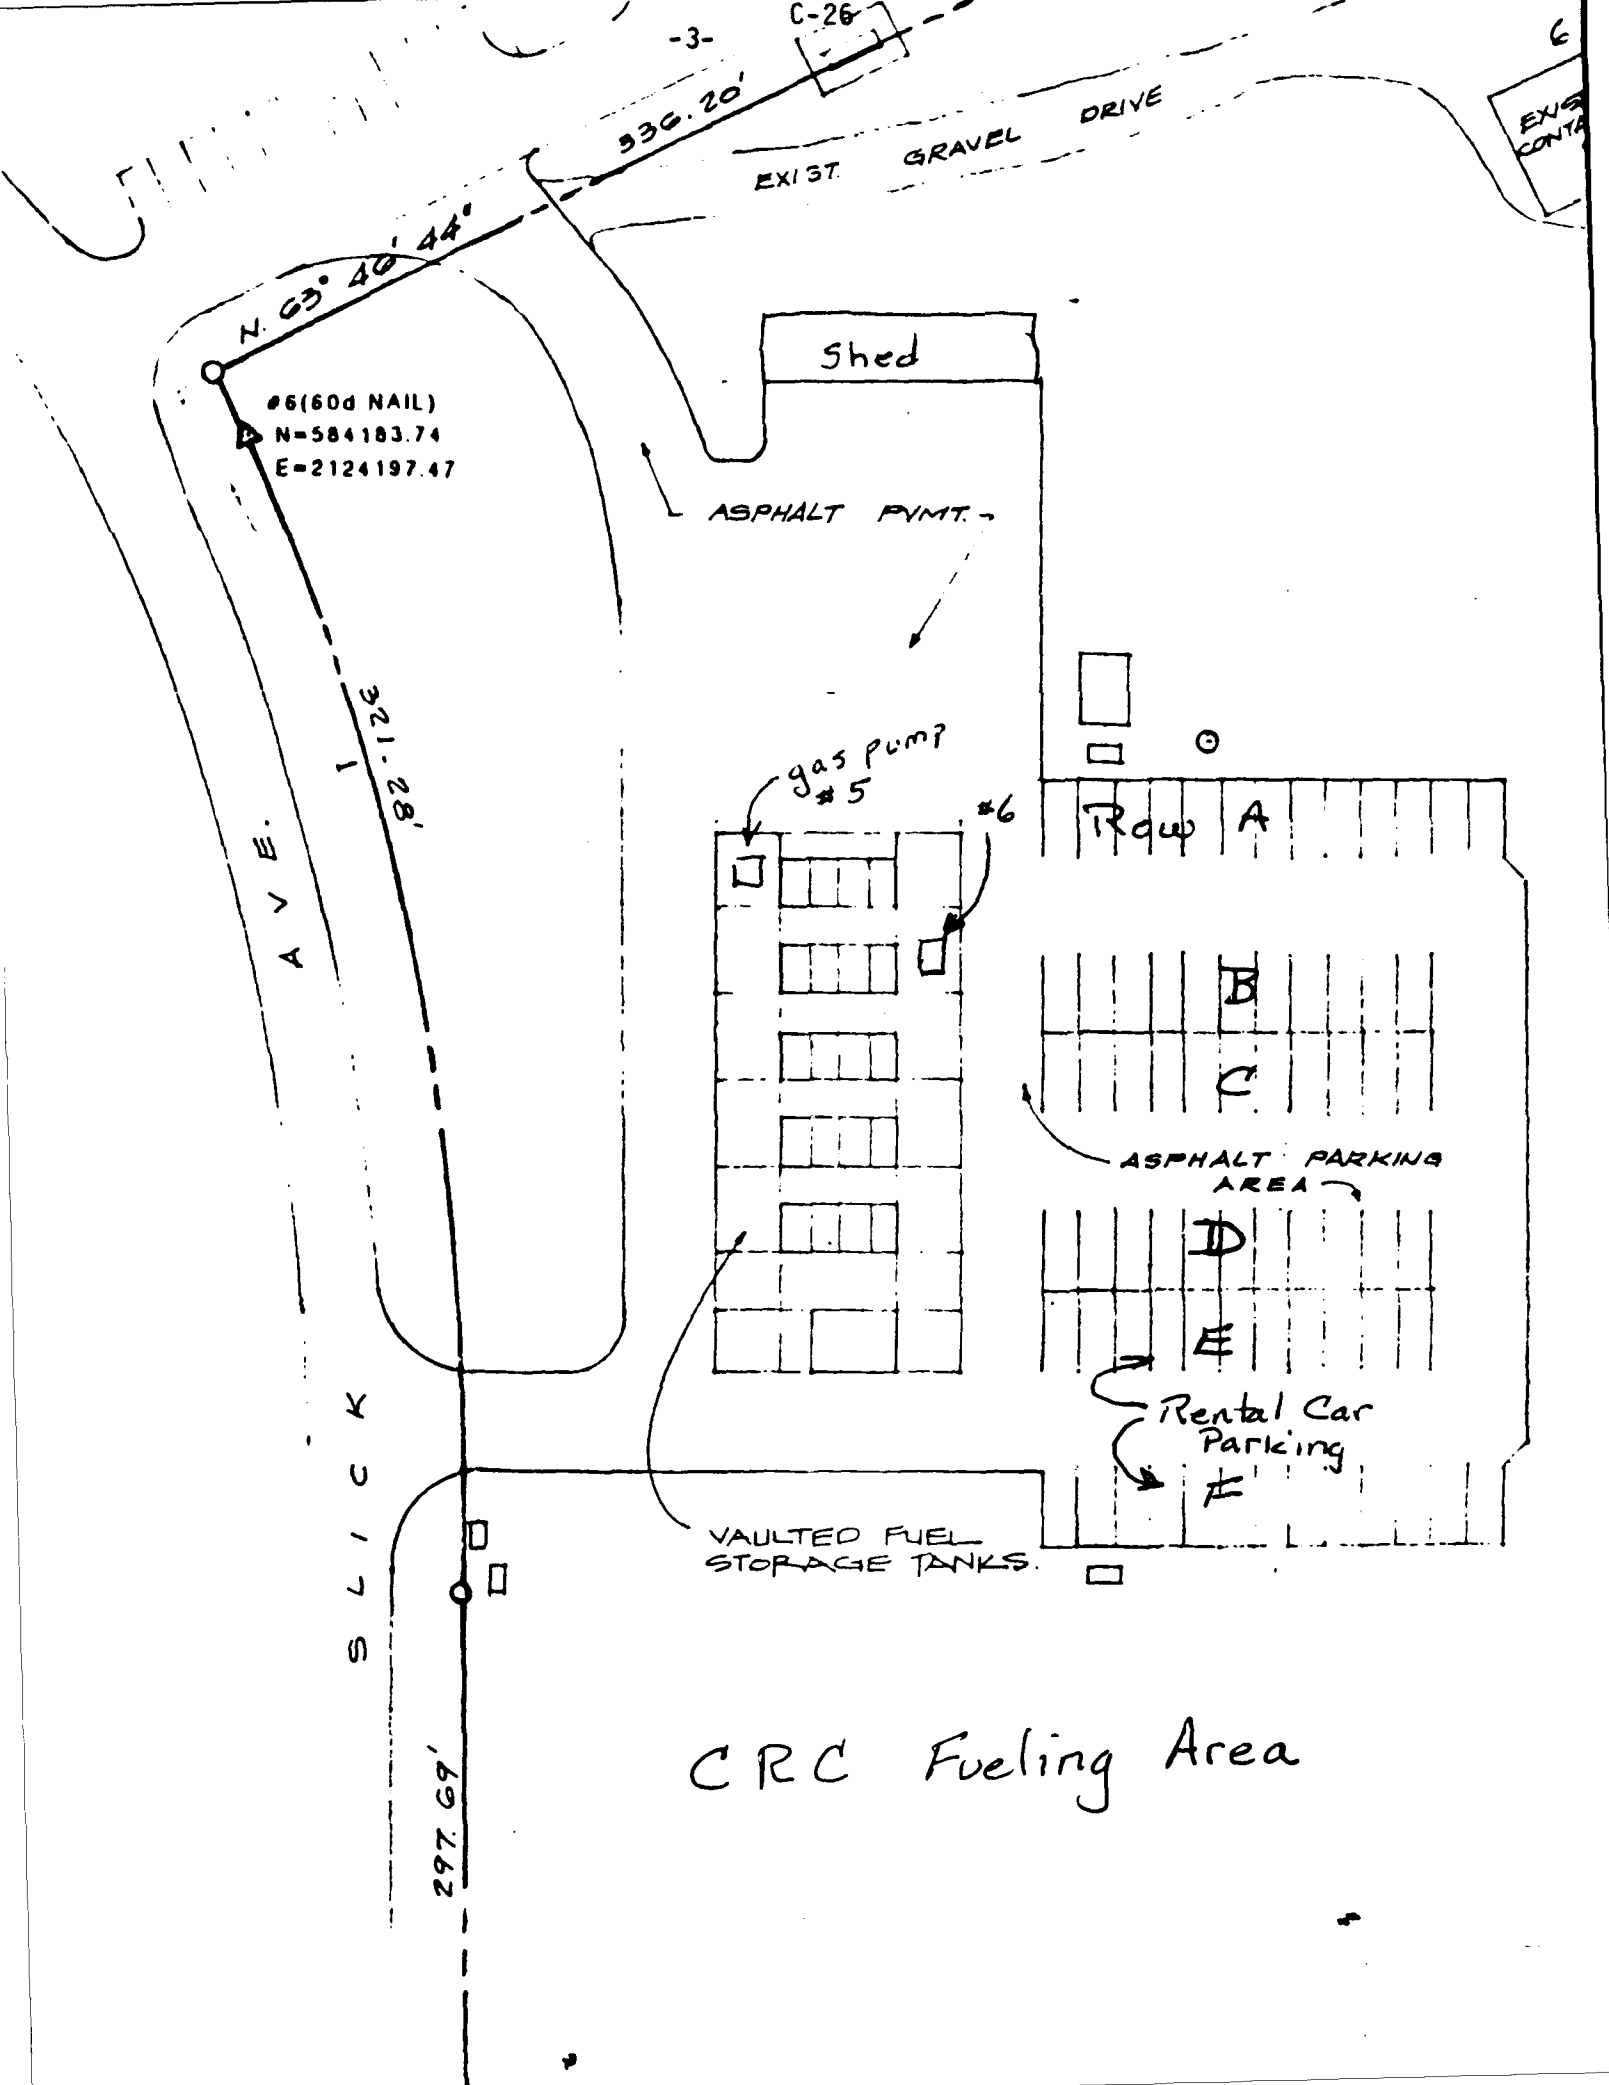 C-26
-3-
6
336.20'
EXIST. GRAVEL DRIVE
N. 63° 46' 44"
Shed
#6(60d NAIL)
N=584183.74
E=2124197.47
ASPHALT PVMT.
321.28'
gas pump
#5
#6
Row A
B
C
ASPHALT PARKING
AREA
D
E
Rental Car
Parking
F
VAULTED FUEL
STORAGE TANKS.
SLICK AVE.
CRC Fueling Area
297.69'